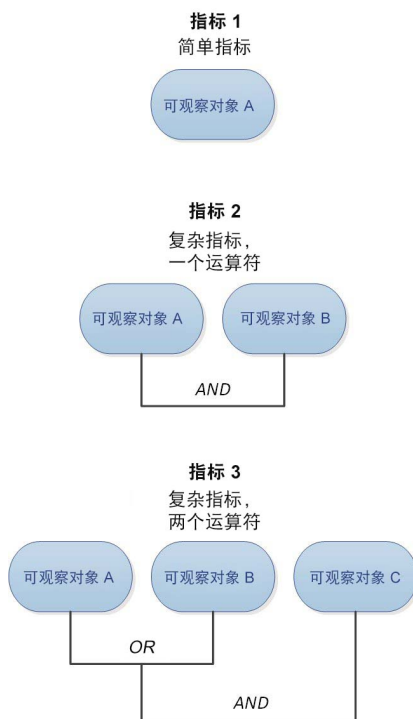 指标 1
简单指标
可观察对象 A
指标 2
复杂指标，
一个运算符
可观察对象 A
可观察对象 B
AND
指标 3
复杂指标，
两个运算符
可观察对象 A
可观察对象 B
可观察对象 C
OR
AND